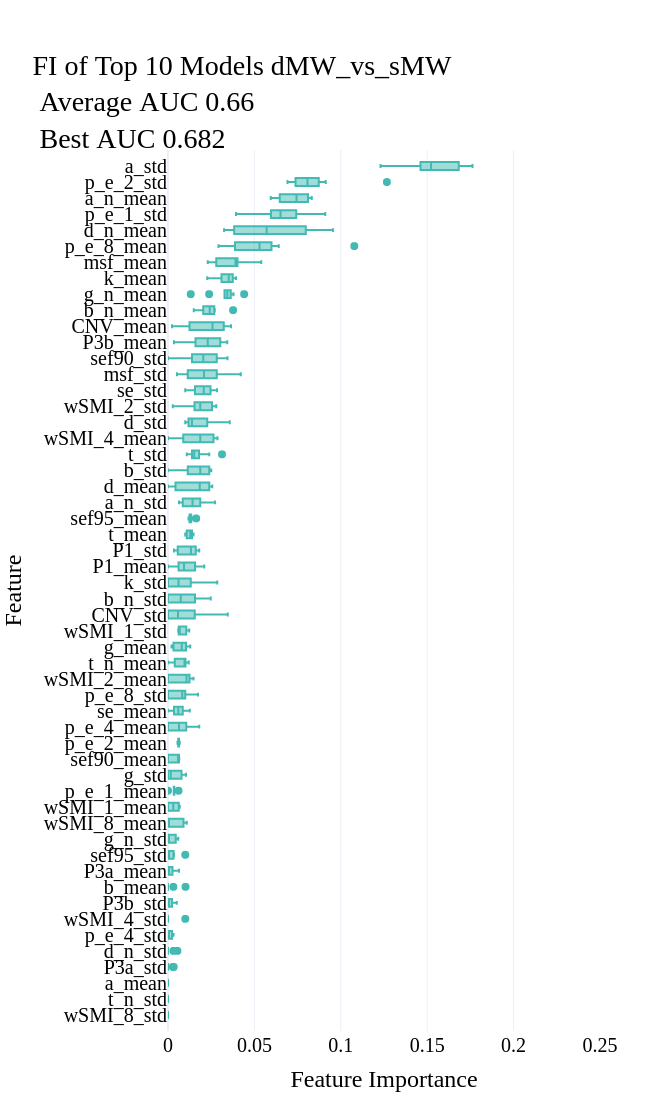 FI of Top 10 Models dMW_vs_sMW
Average AUC 0.66
Best AUC 0.682
a_std
p_e_2_std
a_n_mean
p_e_1_std
d_n_mean
p_e_8_mean
msf_mean
k_mean
g_n_mean
b_n_mean
CNV_mean
P3b_mean
sef90_std
msf_std
se_std
wSMI_2_std
d_std
wSMI_4_mean
t_std
b_std
d_mean
a_n_std
sef95_mean
t_mean
P1_std
P1_mean
k_std
b_n_std
CNV_std
wSMI_1_std
g_mean
t_n_mean
wSMI_2_mean
p_e_8_std
se_mean
p_e_4_mean
p_e_2_mean
sef90_mean
g_std
p_e_1_mean
wSMI_1_mean
wSMI_8_mean
g_n_std
sef95_std
P3a_mean
b_mean
P3b_std
wSMI_4_std
p_e_4_std
d_n_std
P3a_std
a_mean
t_n_std
wSMI_8_std
Feature
0 0.05 0.1 0.15 0.2 0.25
Feature Importance